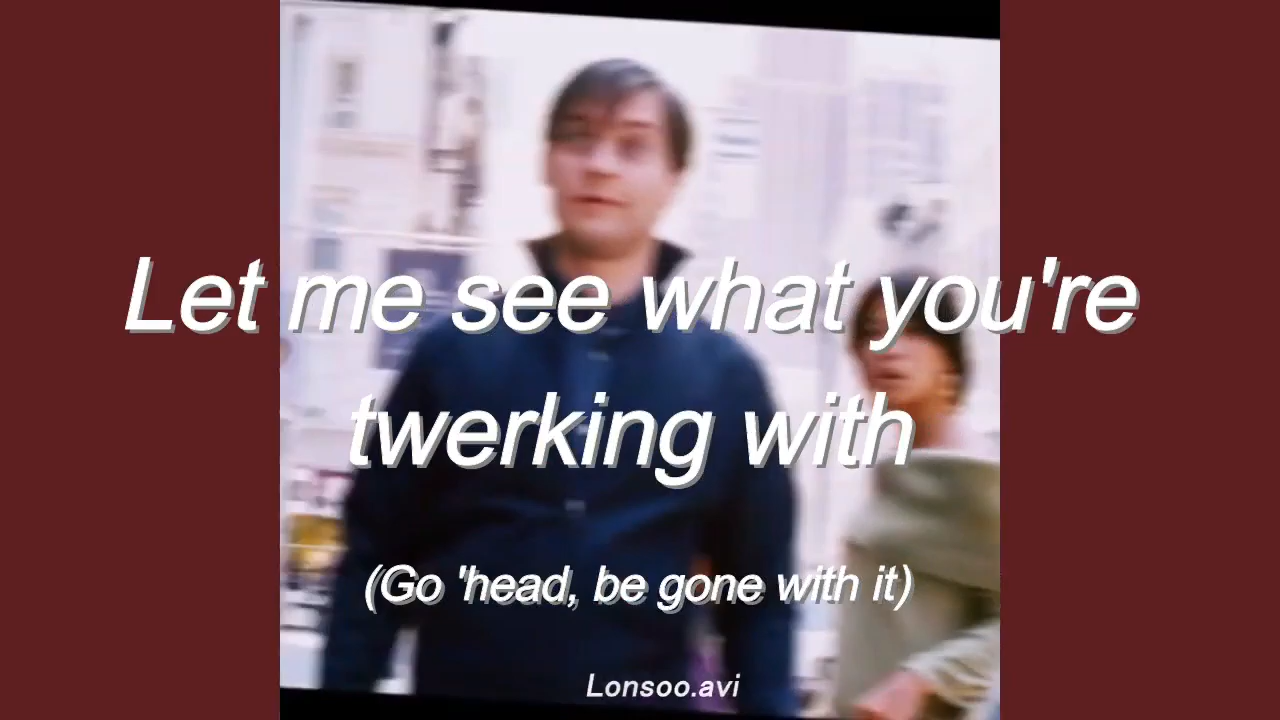 Let me see what you're
twerking with
(Go 'head, be gone with it)
Lonsoo.avi